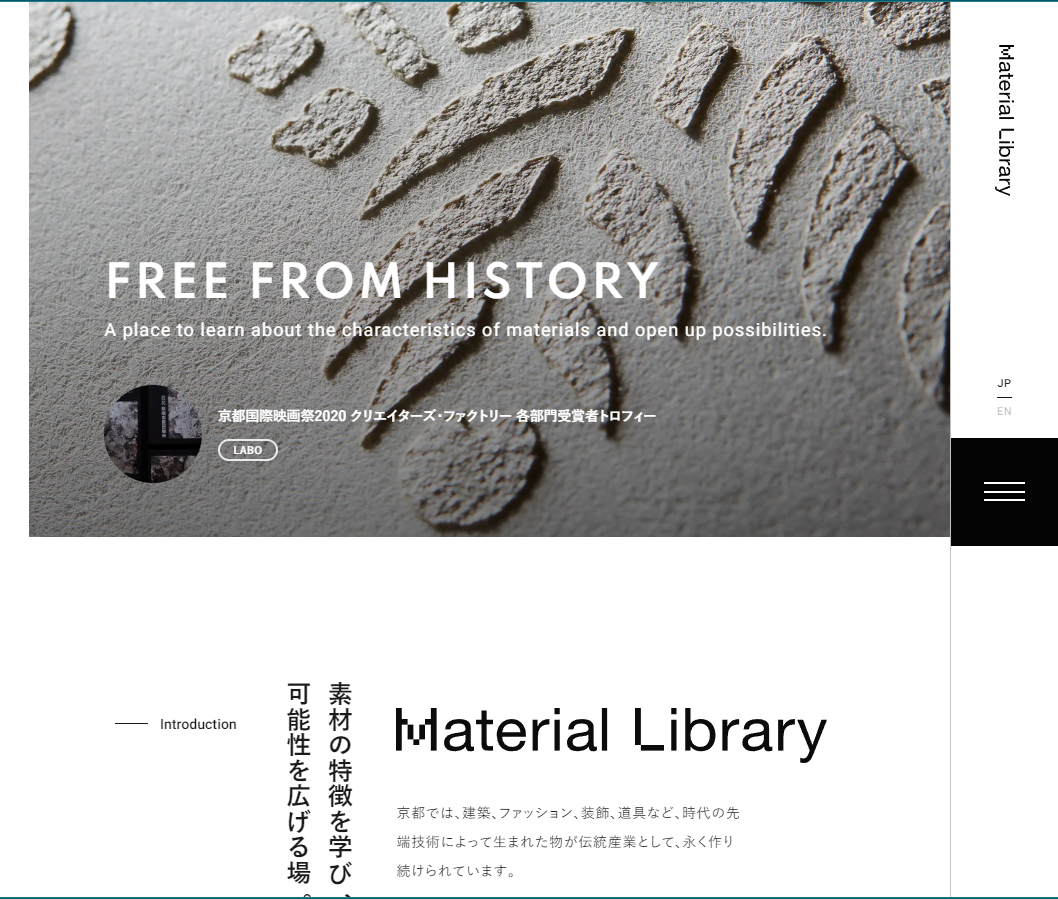 FREE FROM HISTORY
A place to learn about the characteristics of materials and open up possibilities.
京都国際映画祭2020 クリエイターズ・ファクトリー 各部門受賞者トロフィー
LABO
Material Library
JP
EN
Introduction
素材の特徴を学び、
可能性を広げる場。
Material Library
京都では、建築、ファッション、装飾、道具など、時代の先
端技術によって生まれた物が伝統産業として、永く作り
続けられています。